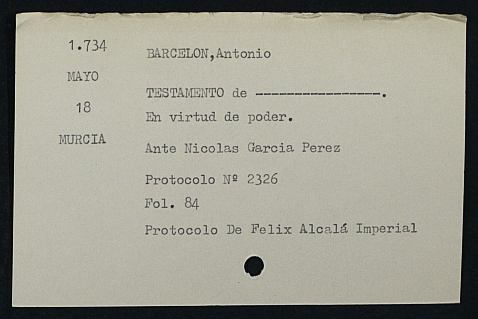 1.734
MAYO
18
MURCIA
BARCELON,Antonio
TESTAMENTO de ----------------.
En virtud de poder.
Ante Nicolas Garcia Perez
Protocolo Nº 2326
Fol. 84
Protocolo De Felix Alcalá Imperial